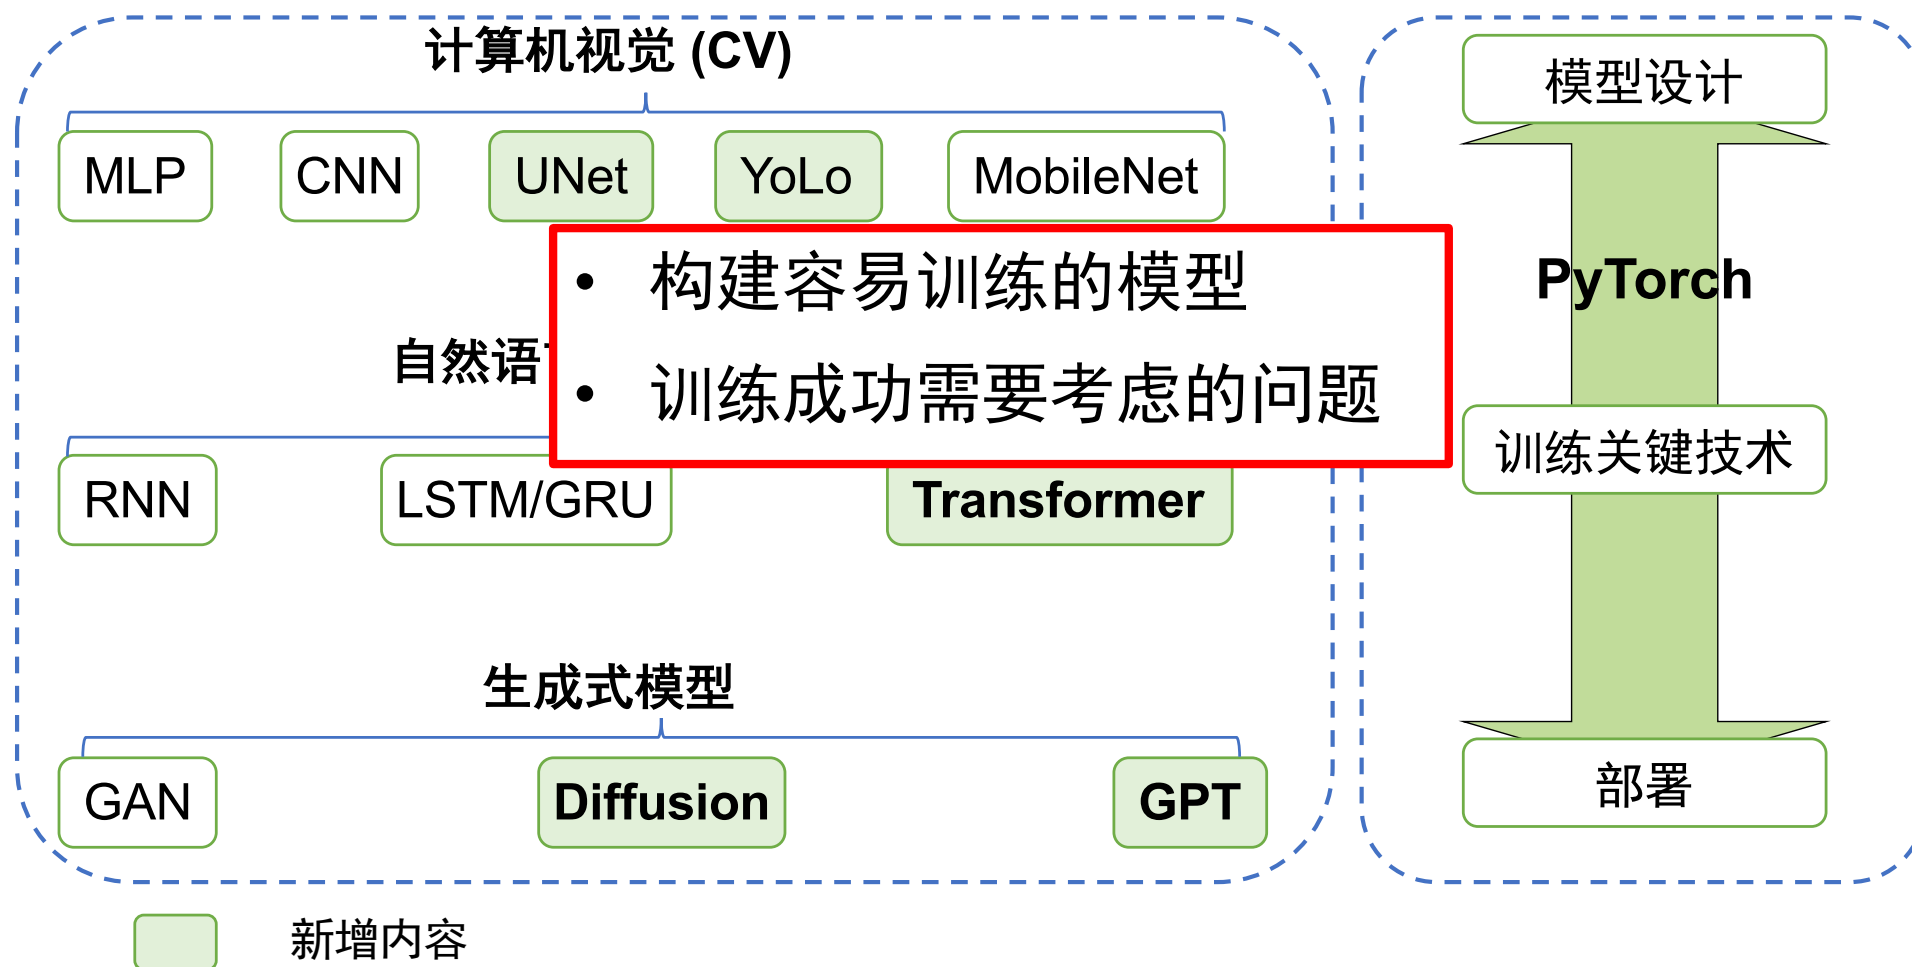 计算机视觉 (CV)
MLP
CNN
UNet
YoLo
MobileNet
• 构建容易训练的模型
• 训练成功需要考虑的问题
自然语
RNN
LSTM/GRU
Transformer
生成式模型
GAN
Diffusion
GPT
模型设计
PyTorch
训练关键技术
部署
新增内容